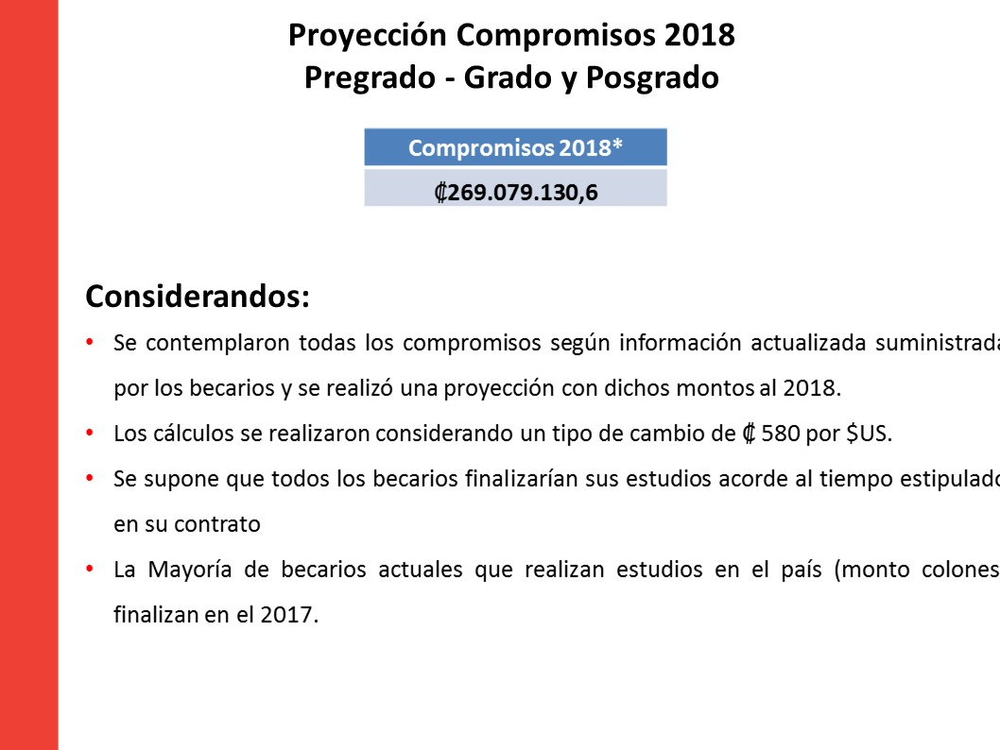 Proyección Compromisos 2018
Pregrado - Grado y Posgrado
Compromisos 2018*
₡269.079.130,6
Considerandos:
• Se contemplaron todas los compromisos según información actualizada suministrada
por los becarios y se realizó una proyección con dichos montos al 2018.
• Los cálculos se realizaron considerando un tipo de cambio de ₡ 580 por $US.
• Se supone que todos los becarios finalizarían sus estudios acorde al tiempo estipulado
en su contrato
• La Mayoría de becarios actuales que realizan estudios en el país (monto colones
finalizan en el 2017.